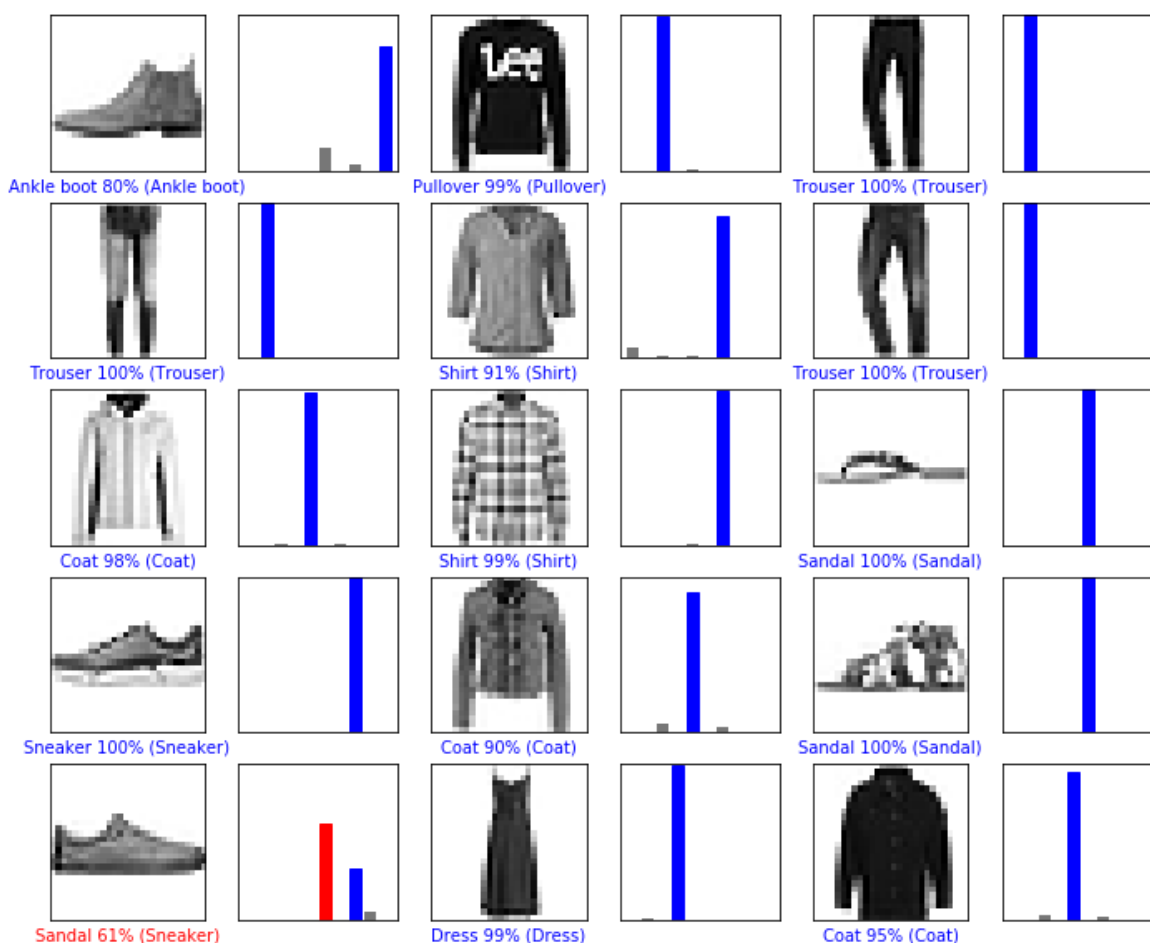 Lee
Ankle boot 80% (Ankle boot)
Pullover 99% (Pullover)
Trouser 100% (Trouser)
Trouser 100% (Trouser)
Shirt 91% (Shirt)
Trouser 100% (Trouser)
Coat 98% (Coat)
Shirt 99% (Shirt)
Sandal 100% (Sandal)
Sneaker 100% (Sneaker)
Coat 90% (Coat)
Sandal 100% (Sandal)
Sandal 61% (Sneaker)
Dress 99% (Dress)
Coat 95% (Coat)